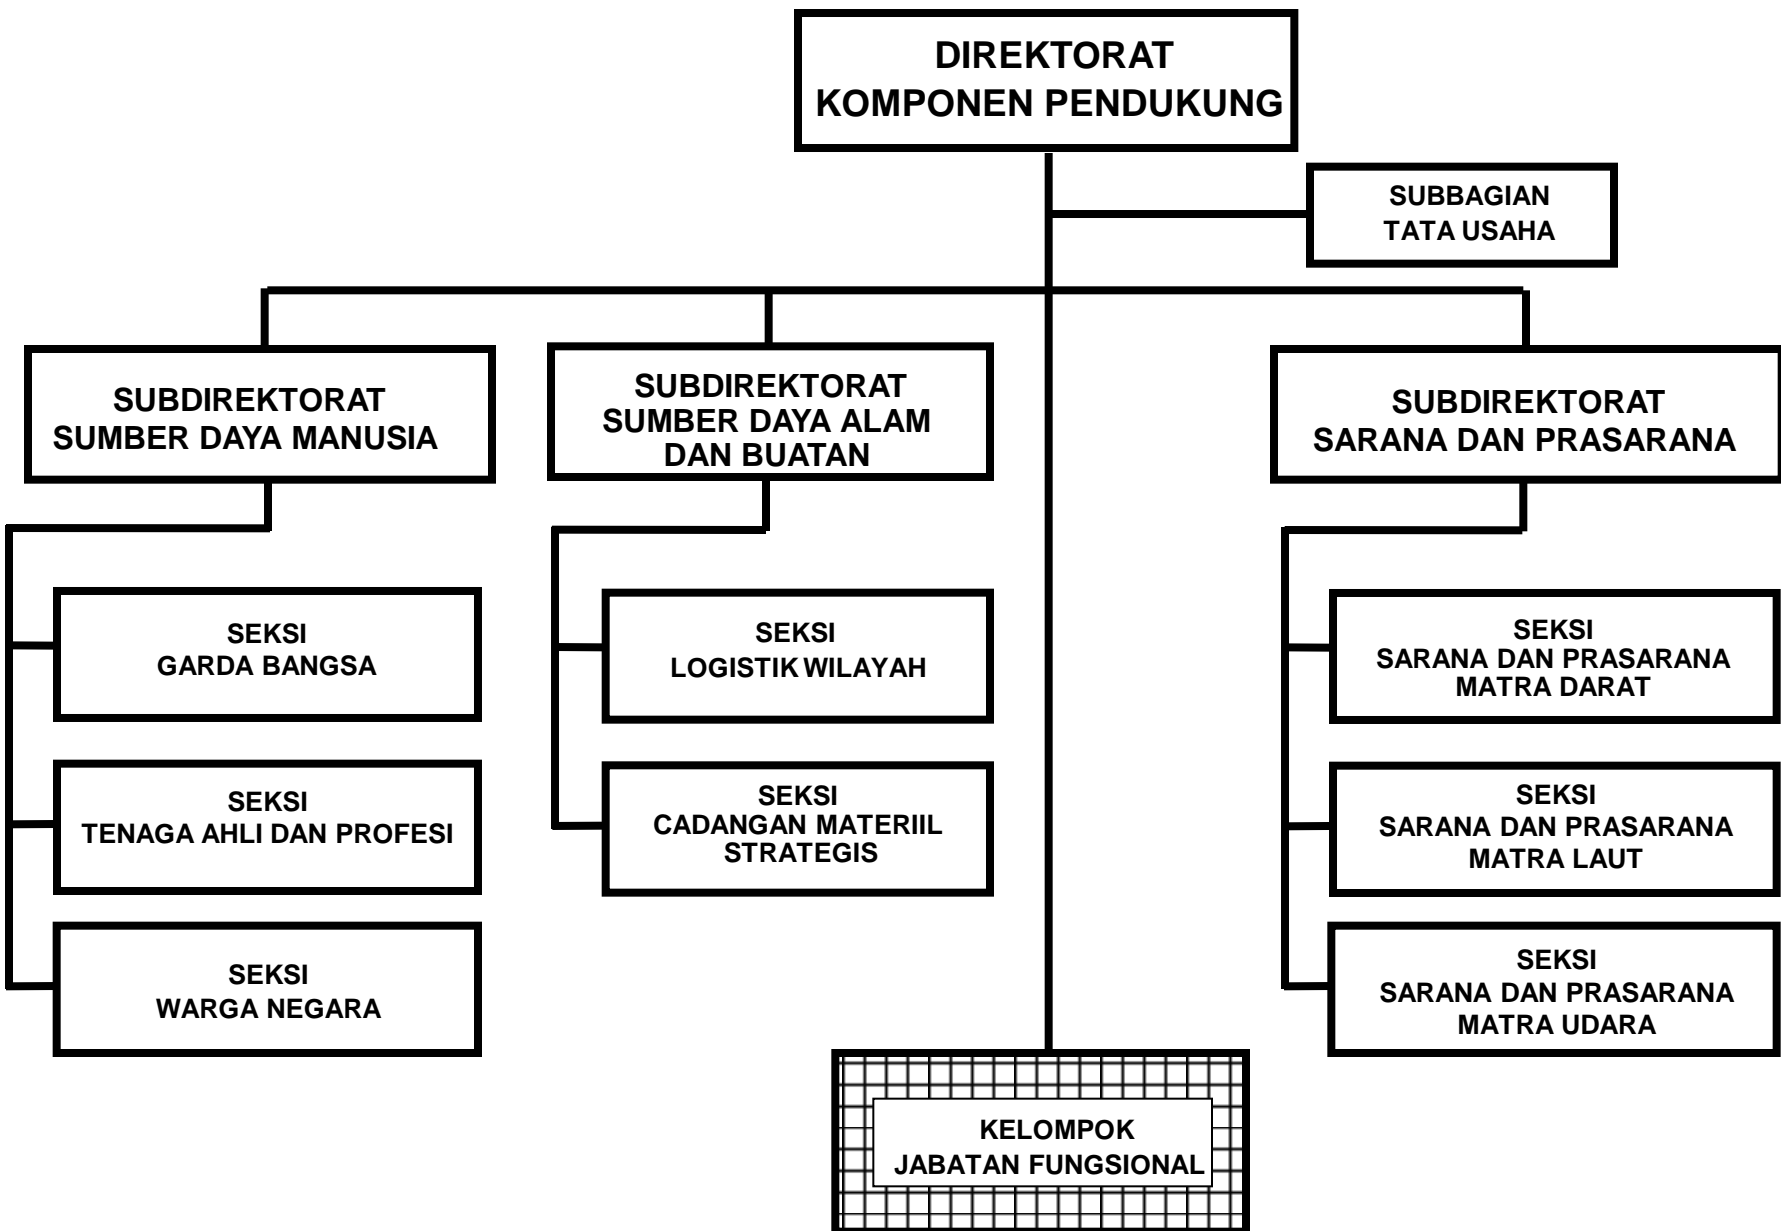 DIREKTORAT
KOMPONEN PENDUKUNG
SUBBAGIAN
TATA USAHA
SUBDIREKTORAT
SUMBER DAYA MANUSIA
SUBDIREKTORAT
SUMBER DAYA ALAM
DAN BUATAN
SUBDIREKTORAT
SARANA DAN PRASARANA
SEKSI
GARDA BANGSA
SEKSI
LOGISTIK WILAYAH
SEKSI
SARANA DAN PRASARANA
MATRA DARAT
SEKSI
TENAGA AHLI DAN PROFESI
SEKSI
CADANGAN MATERIIL
STRATEGIS
SEKSI
SARANA DAN PRASARANA
MATRA LAUT
SEKSI
WARGA NEGARA
SEKSI
SARANA DAN PRASARANA
MATRA UDARA
KELOMPOK
JABATAN FUNGSIONAL